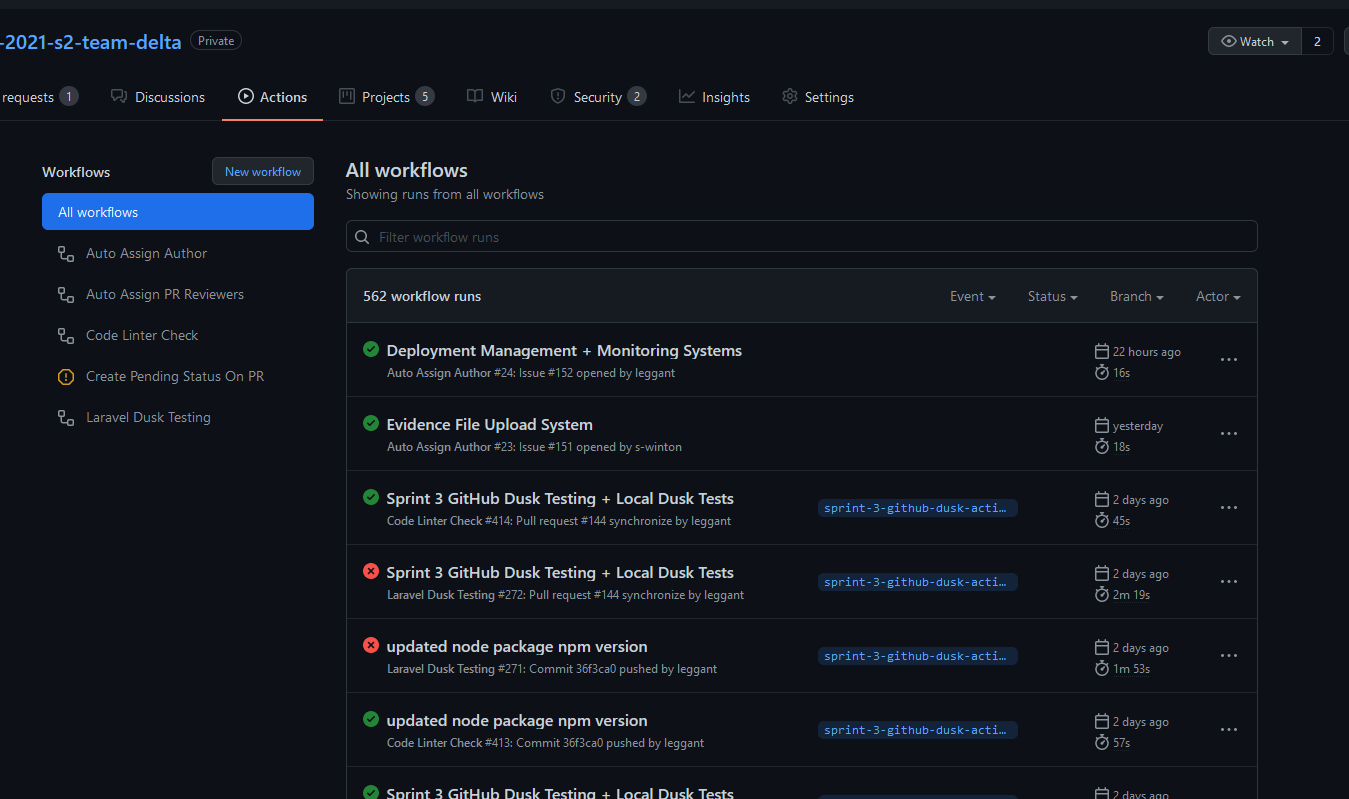 -2021-s2-team-delta Private
Watch 2
requests 1 Discussions Actions Projects 5 Wiki Security 2 Insights Settings
Workflows
New workflow
All workflows
Auto Assign Author
Auto Assign PR Reviewers
Code Linter Check
Create Pending Status On PR
Laravel Dusk Testing
All workflows
Showing runs from all workflows
Filter workflow runs
562 workflow runs Event Status Branch Actor
Deployment Management + Monitoring Systems 22 hours ago
Auto Assign Author #24: Issue #152 opened by leggant 16s
Evidence File Upload System yesterday
Auto Assign Author #23: Issue #151 opened by s-winton 18s
Sprint 3 GitHub Dusk Testing + Local Dusk Tests sprint-3-github-dusk-acti… 2 days ago
Code Linter Check #414: Pull request #144 synchronize by leggant 45s
Sprint 3 GitHub Dusk Testing + Local Dusk Tests sprint-3-github-dusk-acti… 2 days ago
Laravel Dusk Testing #272: Pull request #144 synchronize by leggant 2m 19s
updated node package npm version sprint-3-github-dusk-acti… 2 days ago
Laravel Dusk Testing #271: Commit 36f3ca0 pushed by leggant 1m 53s
updated node package npm version sprint-3-github-dusk-acti… 2 days ago
Code Linter Check #413: Commit 36f3ca0 pushed by leggant 57s
Sprint 3 GitHub Dusk Testing + Local Dusk Tests 2 days ago